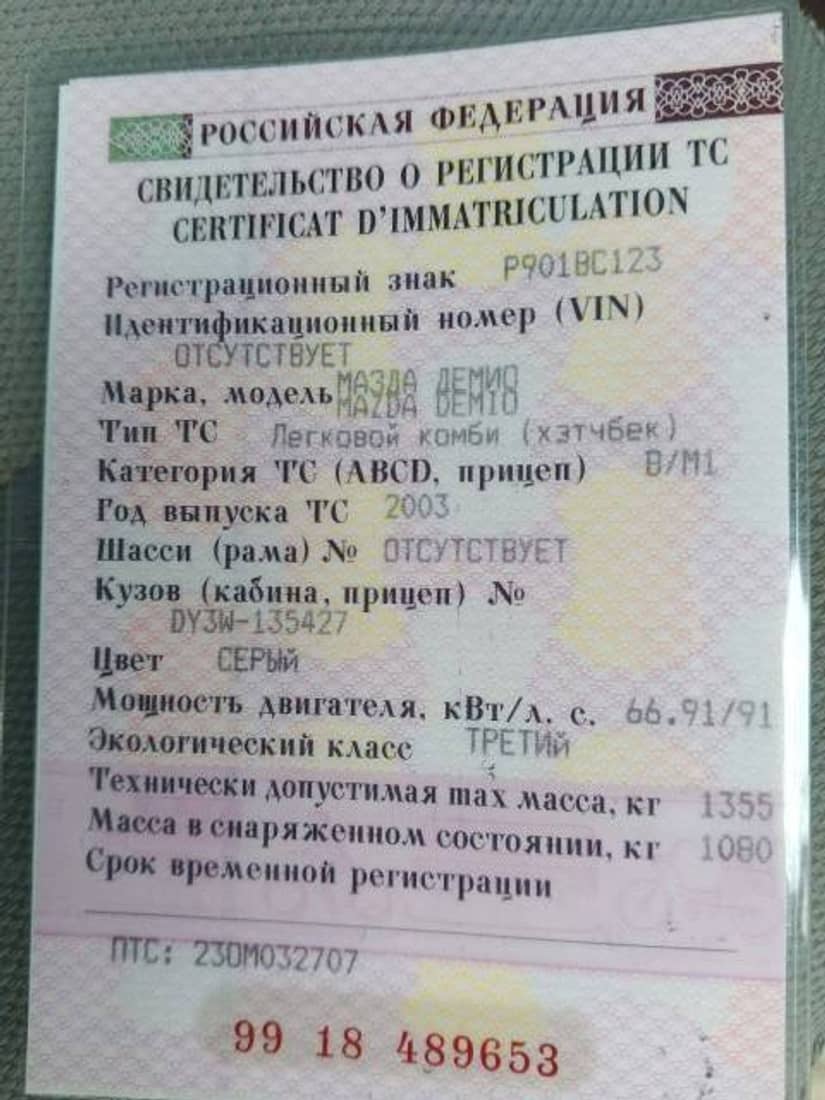 РОССИЙСКАЯ ФЕДЕРАЦИЯ
СВИДЕТЕЛЬСТВО О РЕГИСТРАЦИИ ТС
CERTIFICAT D'IMMATRICULATION
Регистрационный знак Р901ВС123
Идентификационный номер (VIN)
ОТСУТСТВУЕТ
Марка, модель МАЗДА ДЕМИО
MAZDA DEMIO
Тип ТС Легковой комби (хэтчбек)
Категория ТС (ABCD, прицеп) B/M1
Год выпуска ТС 2003
Шасси (рама) № ОТСУТСТВУЕТ
Кузов (кабина, прицеп) №
DY3W-135427
Цвет СЕРЫЙ
Мощность двигателя, кВт/л. с. 66.91/91
Экологический класс ТРЕТИЙ
Технически допустимая max масса, кг 1355
Масса в снаряженном состоянии, кг 1080
Срок временной регистрации
ПТС: 23ОМ032707
99 18 489653